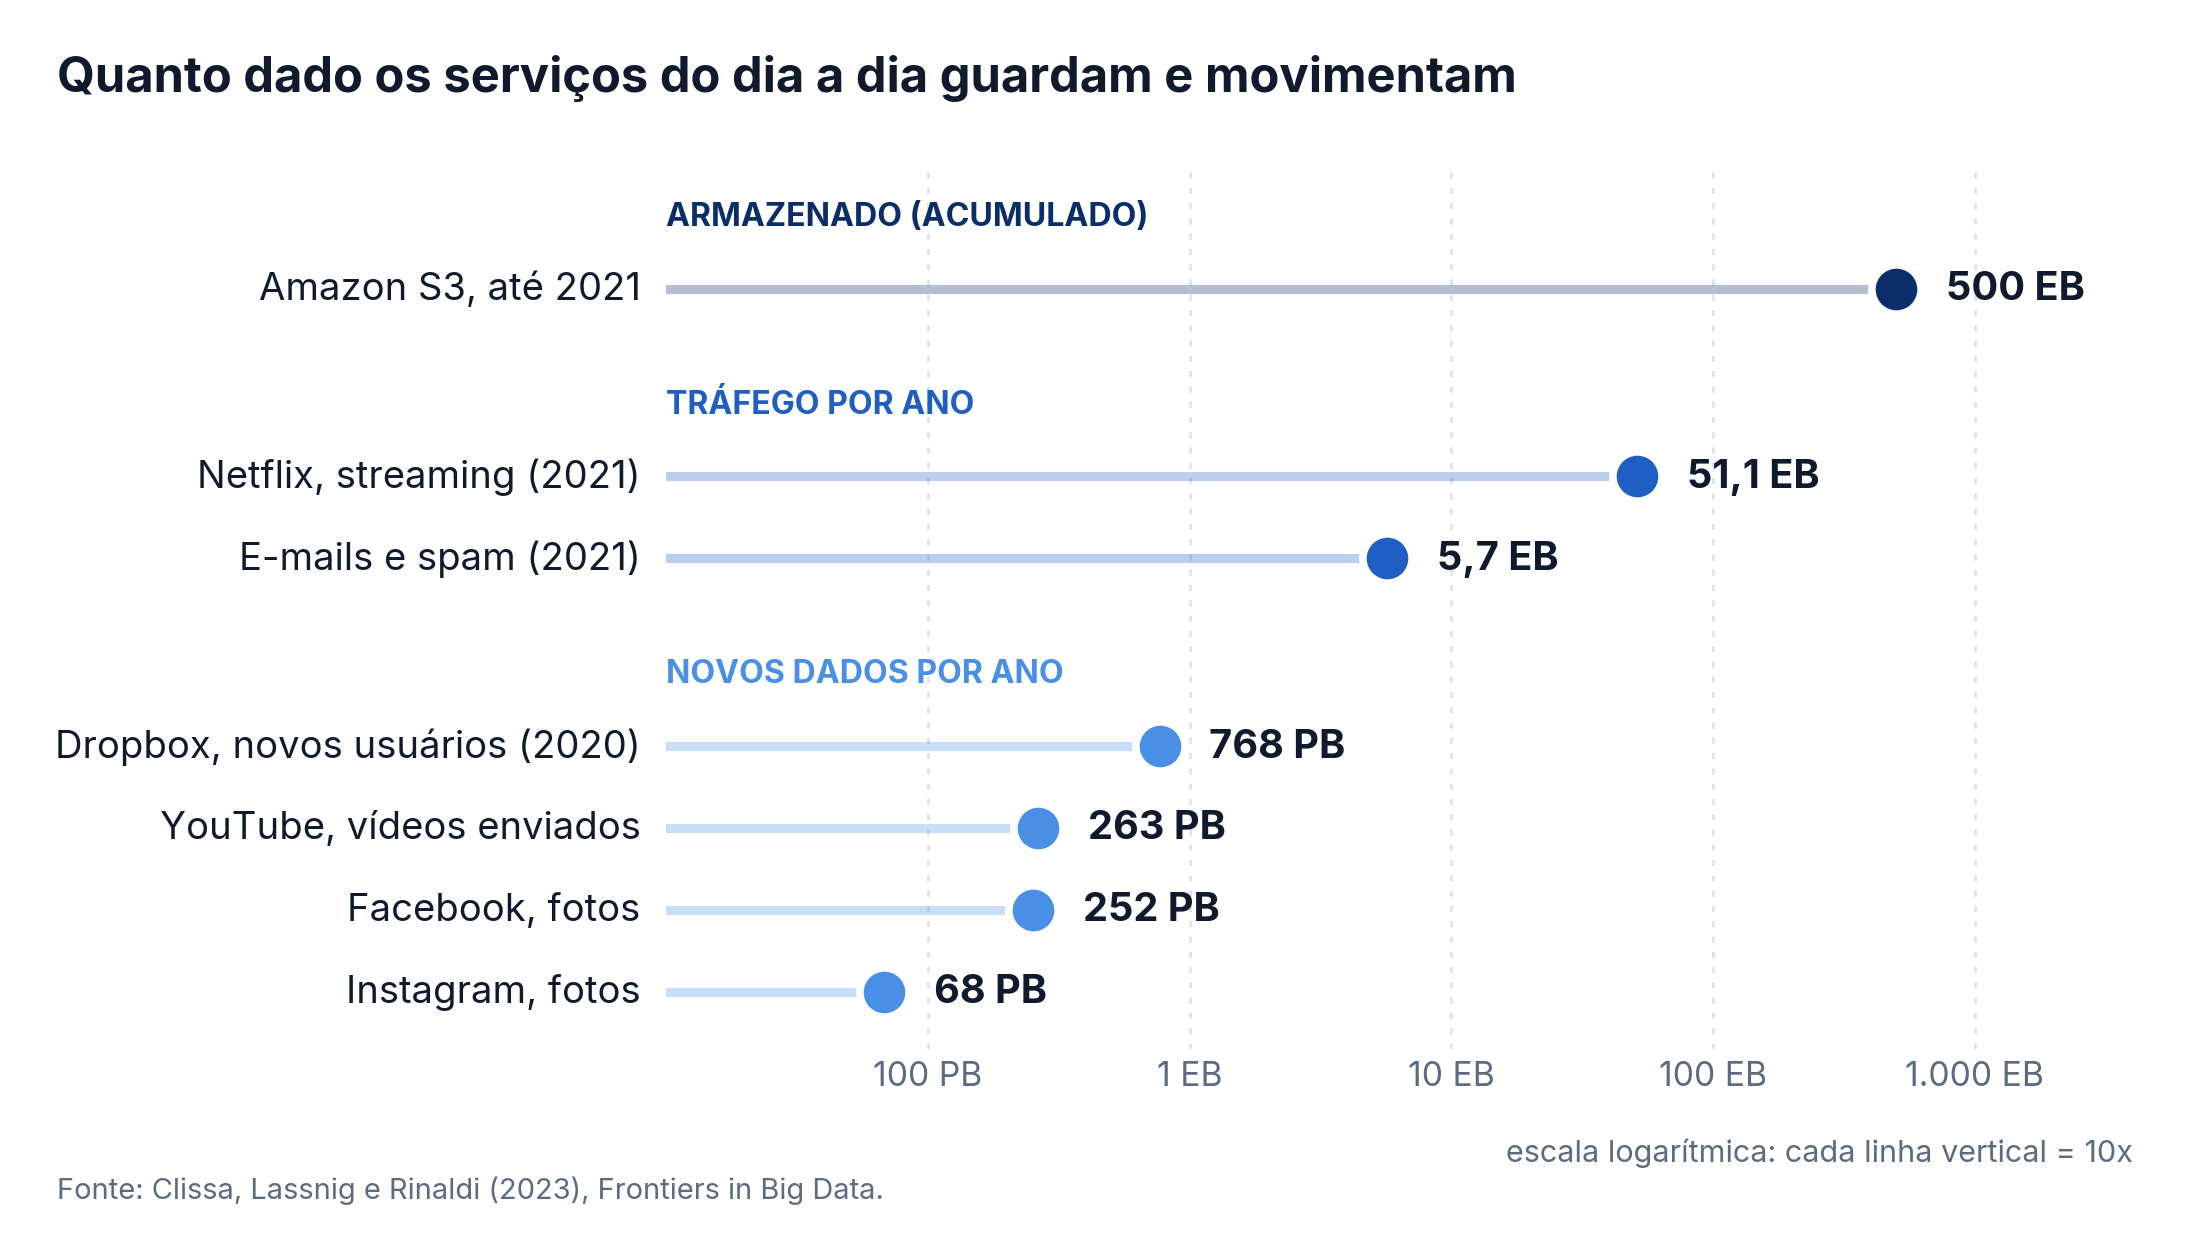 Quanto dado os serviços do dia a dia guardam e movimentam
ARMAZENADO (ACUMULADO)
Amazon S3, até 2021 500 EB
TRÁFEGO POR ANO
Netflix, streaming (2021) 51,1 EB
E-mails e spam (2021) 5,7 EB
NOVOS DADOS POR ANO
Dropbox, novos usuários (2020) 768 PB
YouTube, vídeos enviados 263 PB
Facebook, fotos 252 PB
Instagram, fotos 68 PB
100 PB 1 EB 10 EB 100 EB 1.000 EB
escala logarítmica: cada linha vertical = 10x
Fonte: Clissa, Lassnig e Rinaldi (2023), Frontiers in Big Data.